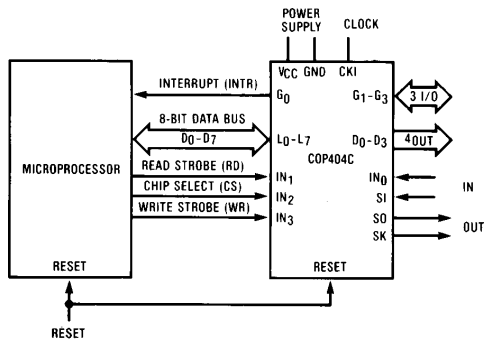 POWER
SUPPLY
CLOCK
VCC GND CKI
INTERRUPT (INTR)
G0
G1–G3
3 I/O
8-BIT DATA BUS
D0–D7
L0–L7
D0–D3
4 OUT
MICROPROCESSOR
COP404C
READ STROBE (RD)
IN1
IN0
IN
CHIP SELECT (CS)
IN2
SI
WRITE STROBE (WR)
IN3
SO
OUT
SK
RESET
RESET
RESET